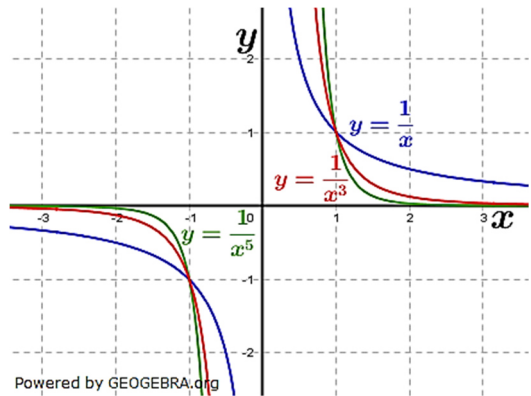 y
2
y = 1/x
1
y = 1/x³
-3 -2 -1 0 1 2 3 x
y = 1/x⁵
-1
-2
Powered by GEOGEBRA.org